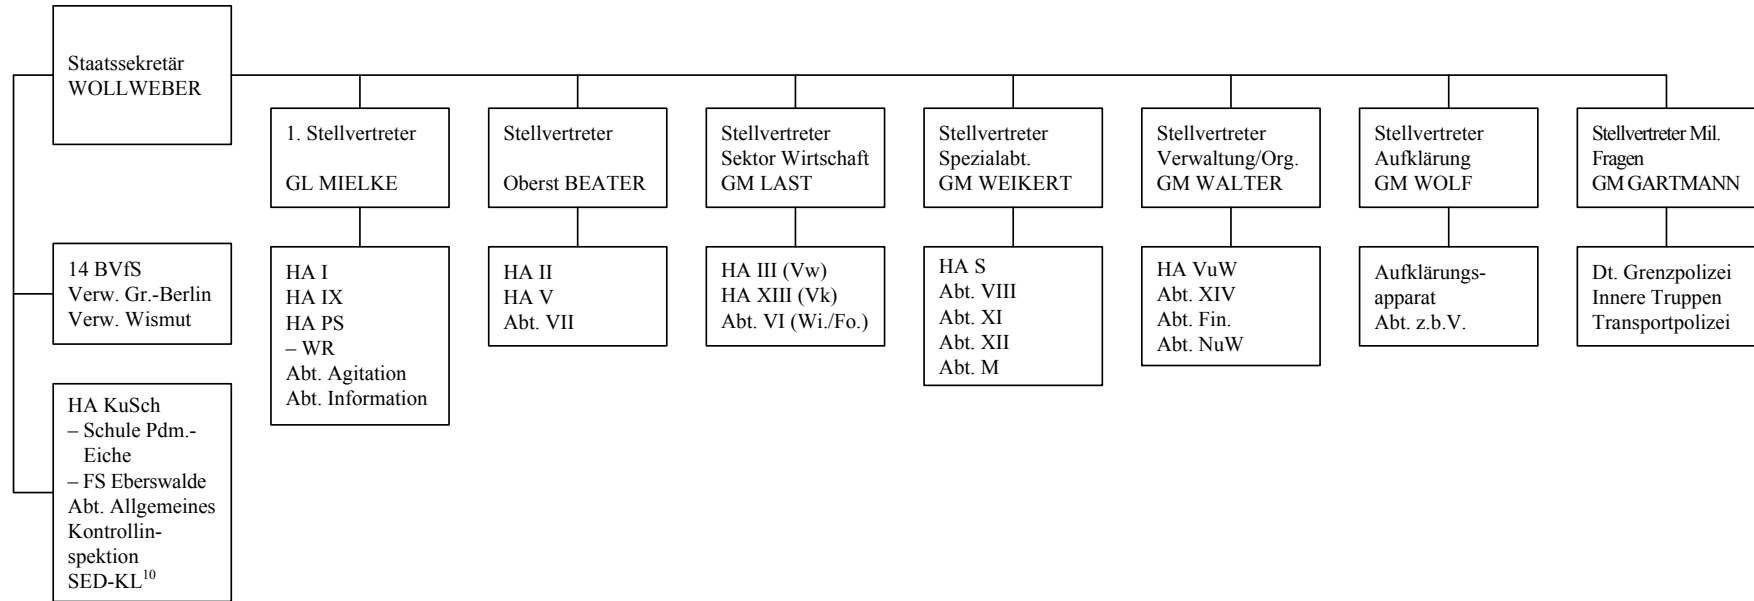 Staatssekretär
WOLLWEBER
1. Stellvertreter
GL MIELKE
Stellvertreter
Oberst BEATER
Stellvertreter
Sektor Wirtschaft
GM LAST
Stellvertreter
Spezialabt.
GM WEIKERT
Stellvertreter
Verwaltung/Org.
GM WALTER
Stellvertreter
Aufklärung
GM WOLF
Stellvertreter Mil.
Fragen
GM GARTMANN
14 BVfS
Verw. Gr.-Berlin
Verw. Wismut
HA I
HA IX
HA PS
– WR
Abt. Agitation
Abt. Information
HA II
HA V
Abt. VII
HA III (Vw)
HA XIII (Vk)
Abt. VI (Wi./Fo.)
HA S
Abt. VIII
Abt. XI
Abt. XII
Abt. M
HA VuW
Abt. XIV
Abt. Fin.
Abt. NuW
Aufklärungs-
apparat
Abt. z.b.V.
Dt. Grenzpolizei
Innere Truppen
Transportpolizei
HA KuSch
– Schule Pdm.-
Eiche
– FS Eberswalde
Abt. Allgemeines
Kontrollin-
spektion
SED-KL¹⁰